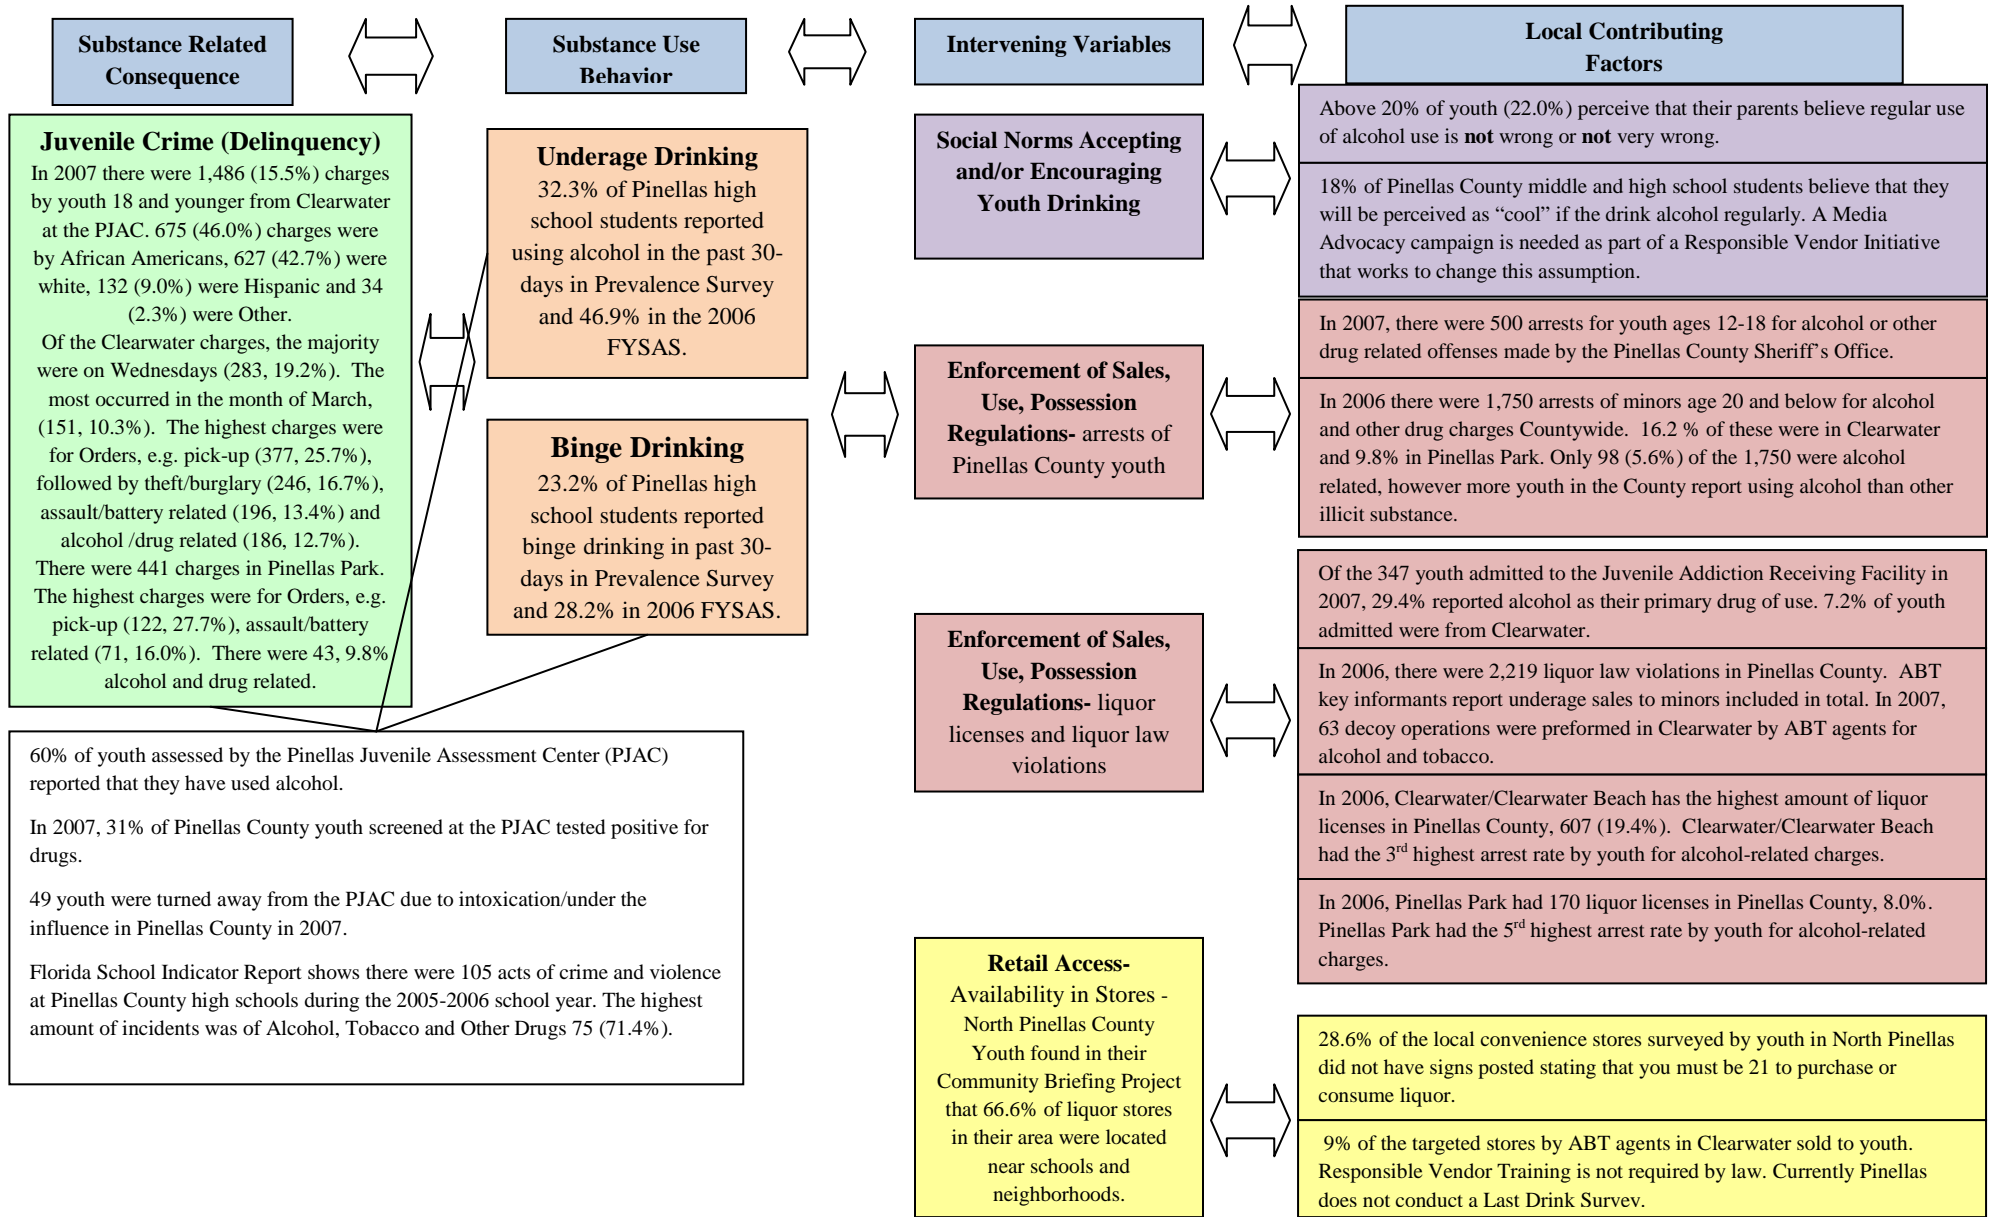 Substance Related
Consequence
Substance Use
Behavior
Intervening Variables
Local Contributing
Factors
Juvenile Crime (Delinquency)
In 2007 there were 1,486 (15.5%) charges
by youth 18 and younger from Clearwater
at the PJAC. 675 (46.0%) charges were
by African Americans, 627 (42.7%) were
white, 132 (9.0%) were Hispanic and 34
(2.3%) were Other.
Of the Clearwater charges, the majority
were on Wednesdays (283, 19.2%). The
most occurred in the month of March,
(151, 10.3%). The highest charges were
for Orders, e.g. pick-up (377, 25.7%),
followed by theft/burglary (246, 16.7%),
assault/battery related (196, 13.4%) and
alcohol /drug related (186, 12.7%).
There were 441 charges in Pinellas Park.
The highest charges were for Orders, e.g.
pick-up (122, 27.7%), assault/battery
related (71, 16.0%). There were 43, 9.8%
alcohol and drug related.
60% of youth assessed by the Pinellas Juvenile Assessment Center (PJAC)
reported that they have used alcohol.
In 2007, 31% of Pinellas County youth screened at the PJAC tested positive for
drugs.
49 youth were turned away from the PJAC due to intoxication/under the
influence in Pinellas County in 2007.
Florida School Indicator Report shows there were 105 acts of crime and violence
at Pinellas County high schools during the 2005-2006 school year. The highest
amount of incidents was of Alcohol, Tobacco and Other Drugs 75 (71.4%).
Underage Drinking
32.3% of Pinellas high
school students reported
using alcohol in the past 30-
days in Prevalence Survey
and 46.9% in the 2006
FYSAS.
Binge Drinking
23.2% of Pinellas high
school students reported
binge drinking in past 30-
days in Prevalence Survey
and 28.2% in 2006 FYSAS.
Social Norms Accepting
and/or Encouraging
Youth Drinking
Enforcement of Sales,
Use, Possession
Regulations- arrests of
Pinellas County youth
Enforcement of Sales,
Use, Possession
Regulations- liquor
licenses and liquor law
violations
Retail Access-
Availability in Stores -
North Pinellas County
Youth found in their
Community Briefing Project
that 66.6% of liquor stores
in their area were located
near schools and
neighborhoods.
Above 20% of youth (22.0%) perceive that their parents believe regular use
of alcohol use is not wrong or not very wrong.
18% of Pinellas County middle and high school students believe that they
will be perceived as “cool” if the drink alcohol regularly. A Media
Advocacy campaign is needed as part of a Responsible Vendor Initiative
that works to change this assumption.
In 2007, there were 500 arrests for youth ages 12-18 for alcohol or other
drug related offenses made by the Pinellas County Sheriff’s Office.
In 2006 there were 1,750 arrests of minors age 20 and below for alcohol
and other drug charges Countywide. 16.2 % of these were in Clearwater
and 9.8% in Pinellas Park. Only 98 (5.6%) of the 1,750 were alcohol
related, however more youth in the County report using alcohol than other
illicit substance.
Of the 347 youth admitted to the Juvenile Addiction Receiving Facility in
2007, 29.4% reported alcohol as their primary drug of use. 7.2% of youth
admitted were from Clearwater.
In 2006, there were 2,219 liquor law violations in Pinellas County. ABT
key informants report underage sales to minors included in total. In 2007,
63 decoy operations were preformed in Clearwater by ABT agents for
alcohol and tobacco.
In 2006, Clearwater/Clearwater Beach has the highest amount of liquor
licenses in Pinellas County, 607 (19.4%). Clearwater/Clearwater Beach
had the 3rd highest arrest rate by youth for alcohol-related charges.
In 2006, Pinellas Park had 170 liquor licenses in Pinellas County, 8.0%.
Pinellas Park had the 5rd highest arrest rate by youth for alcohol-related
charges.
28.6% of the local convenience stores surveyed by youth in North Pinellas
did not have signs posted stating that you must be 21 to purchase or
consume liquor.
9% of the targeted stores by ABT agents in Clearwater sold to youth.
Responsible Vendor Training is not required by law. Currently Pinellas
does not conduct a Last Drink Survey.